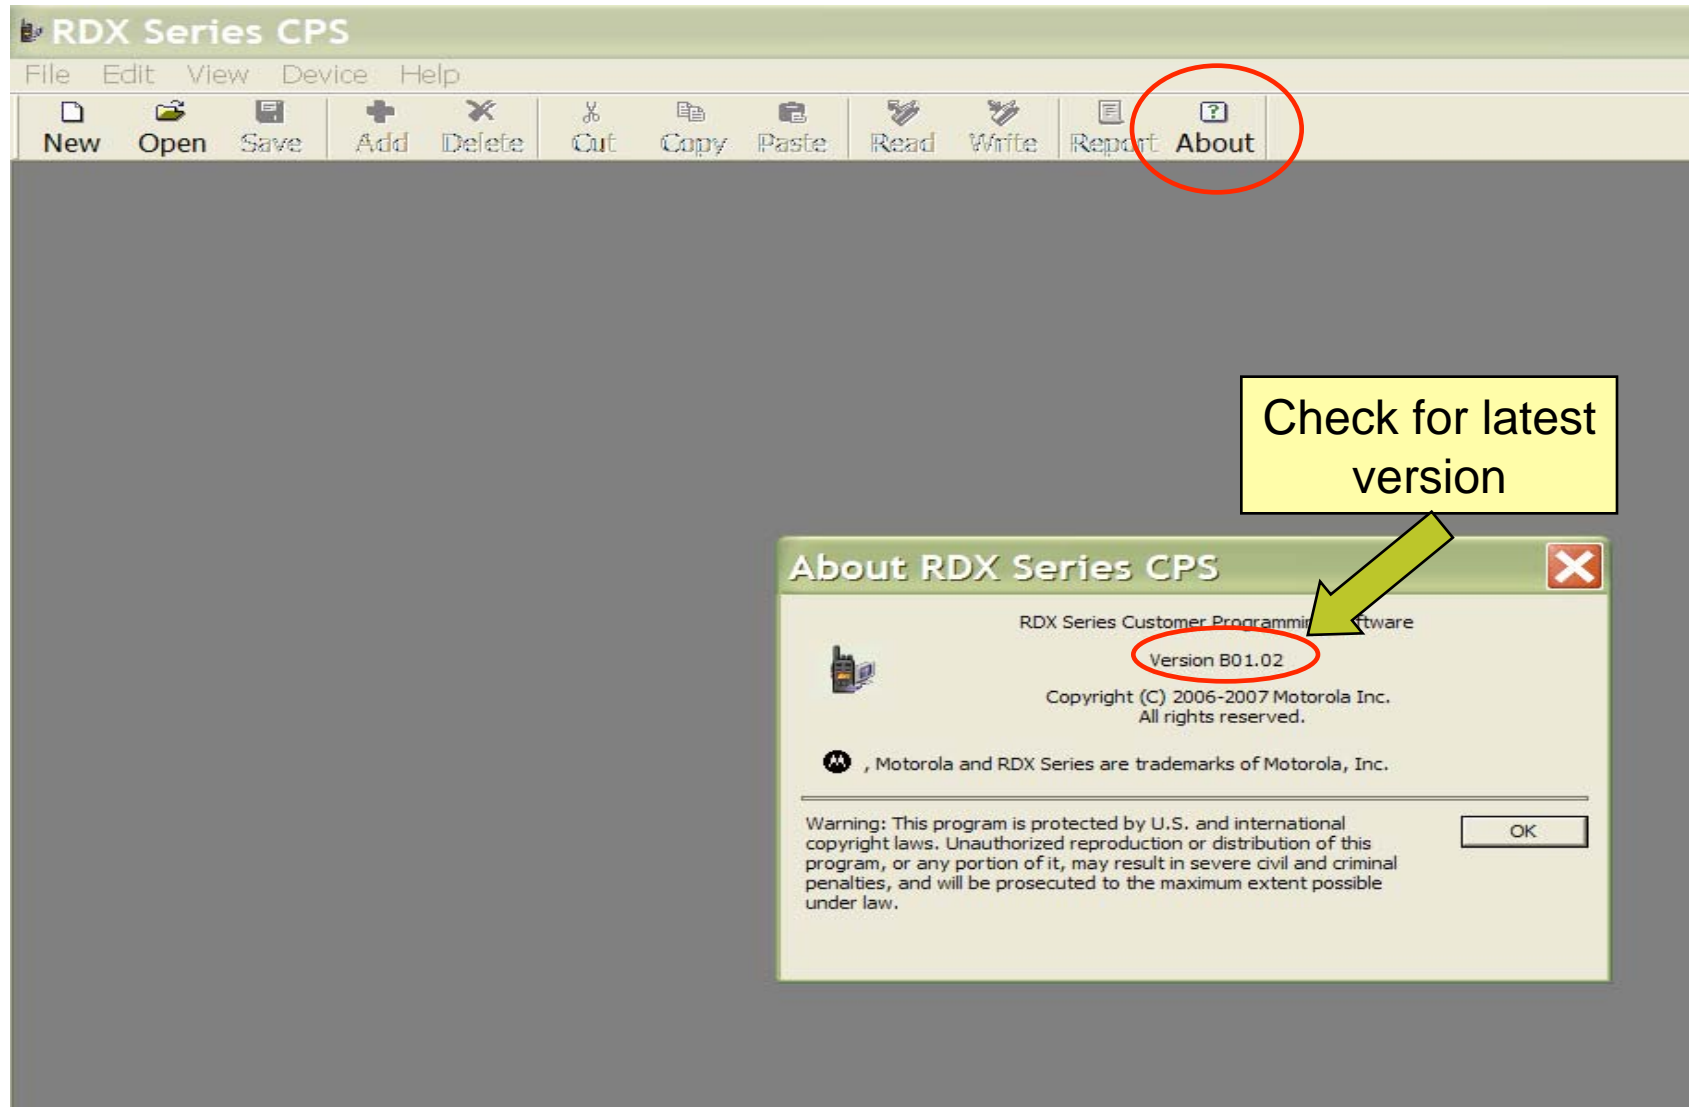 RDX Series CPS
File Edit View Device Help
New Open Save Add Delete Cut Copy Paste Read Write Report About
Check for latest
version
About RDX Series CPS
RDX Series Customer Programmin ftware
Version B01.02
Copyright (C) 2006-2007 Motorola Inc.
All rights reserved.
, Motorola and RDX Series are trademarks of Motorola, Inc.
Warning: This program is protected by U.S. and international
copyright laws. Unauthorized reproduction or distribution of this
program, or any portion of it, may result in severe civil and criminal
penalties, and will be prosecuted to the maximum extent possible
under law.
OK